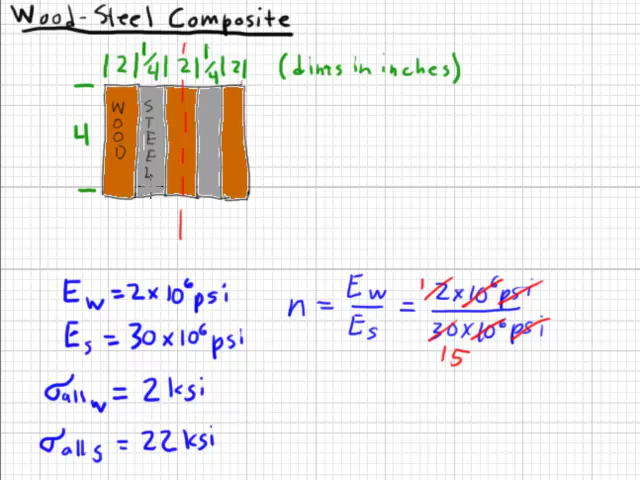 Wood-Steel Composite
|2|1/4|2|1/4|2| (dims in inches)
4
WOOD
STEEL
E_w = 2 x 10^6 psi
E_s = 30 x 10^6 psi
σ_all_w = 2 ksi
σ_all_s = 22 ksi
n = E_w/E_s = 2 x 10^6 psi / 30 x 10^6 psi
1
15